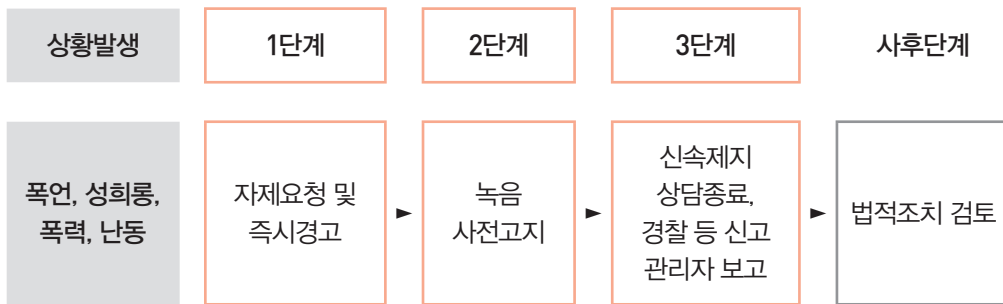 상황발생
1단계
2단계
3단계
사후단계
폭언, 성희롱,
폭력, 난동
자제요청 및
즉시경고
►
녹음
사전고지
►
신속제지
상담종료,
경찰 등 신고
관리자 보고
►
법적조치 검토